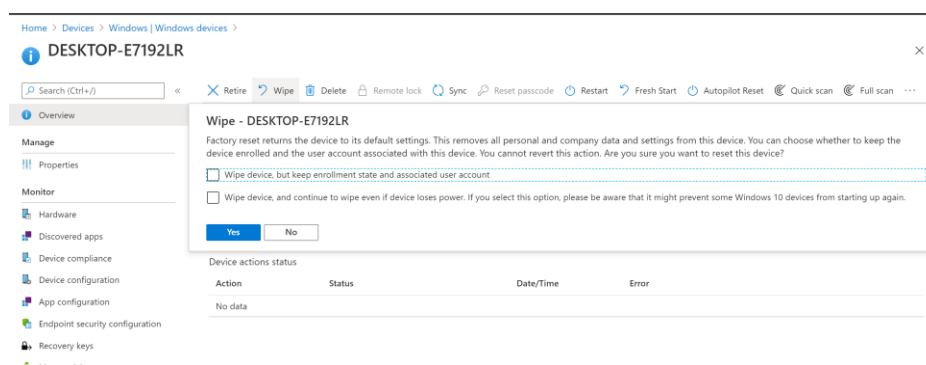 Home > Devices > Windows | Windows devices >
DESKTOP-E7192LR
Search (Ctrl+/)
Retire Wipe Delete Remote lock Sync Reset passcode Restart Fresh Start Autopilot Reset Quick scan Full scan
Overview
Manage
Properties
Monitor
Hardware
Discovered apps
Device compliance
Device configuration
App configuration
Endpoint security configuration
Recovery keys
Wipe - DESKTOP-E7192LR
Factory reset returns the device to its default settings. This removes all personal and company data and settings from this device. You can choose whether to keep the
device enrolled and the user account associated with this device. You cannot revert this action. Are you sure you want to reset this device?
Wipe device, but keep enrollment state and associated user account
Wipe device, and continue to wipe even if device loses power. If you select this option, please be aware that it might prevent some Windows 10 devices from starting up again.
Yes No
Device actions status
Action Status Date/Time Error
No data